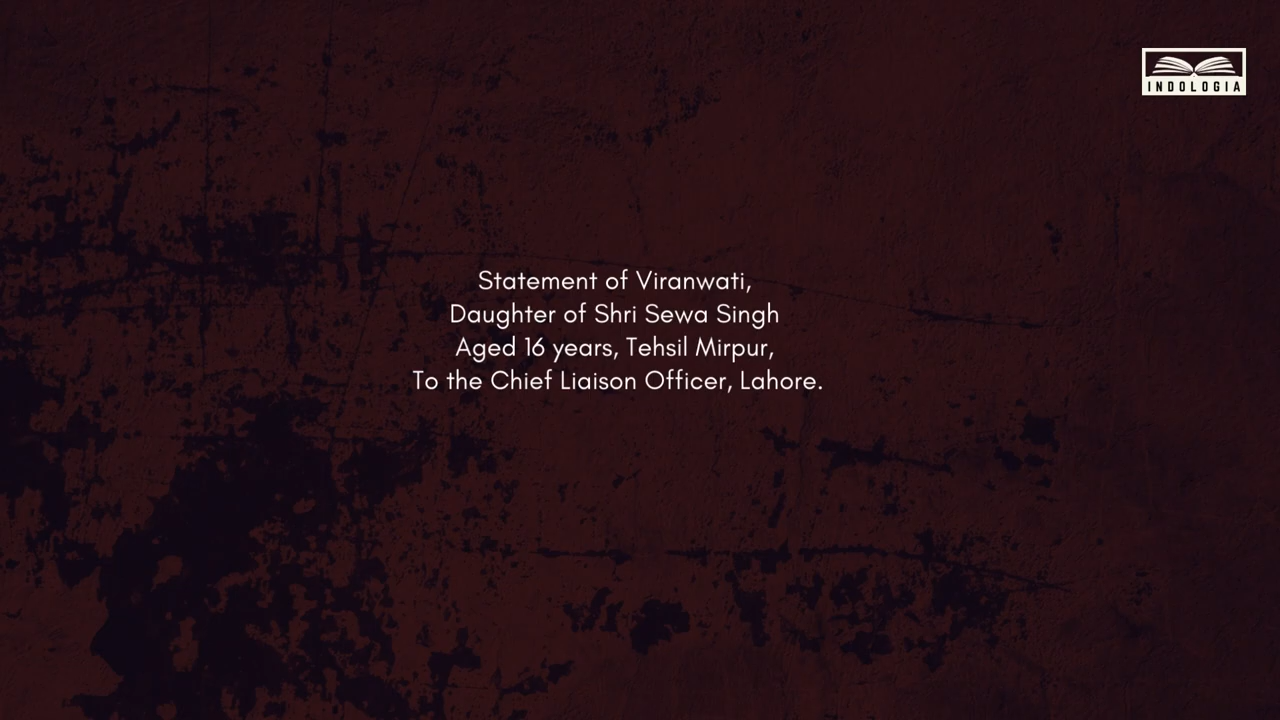 INDOLOGIA
Statement of Viranwati,
Daughter of Shri Sewa Singh
Aged 16 years, Tehsil Mirpur,
To the Chief Liaison Officer, Lahore.